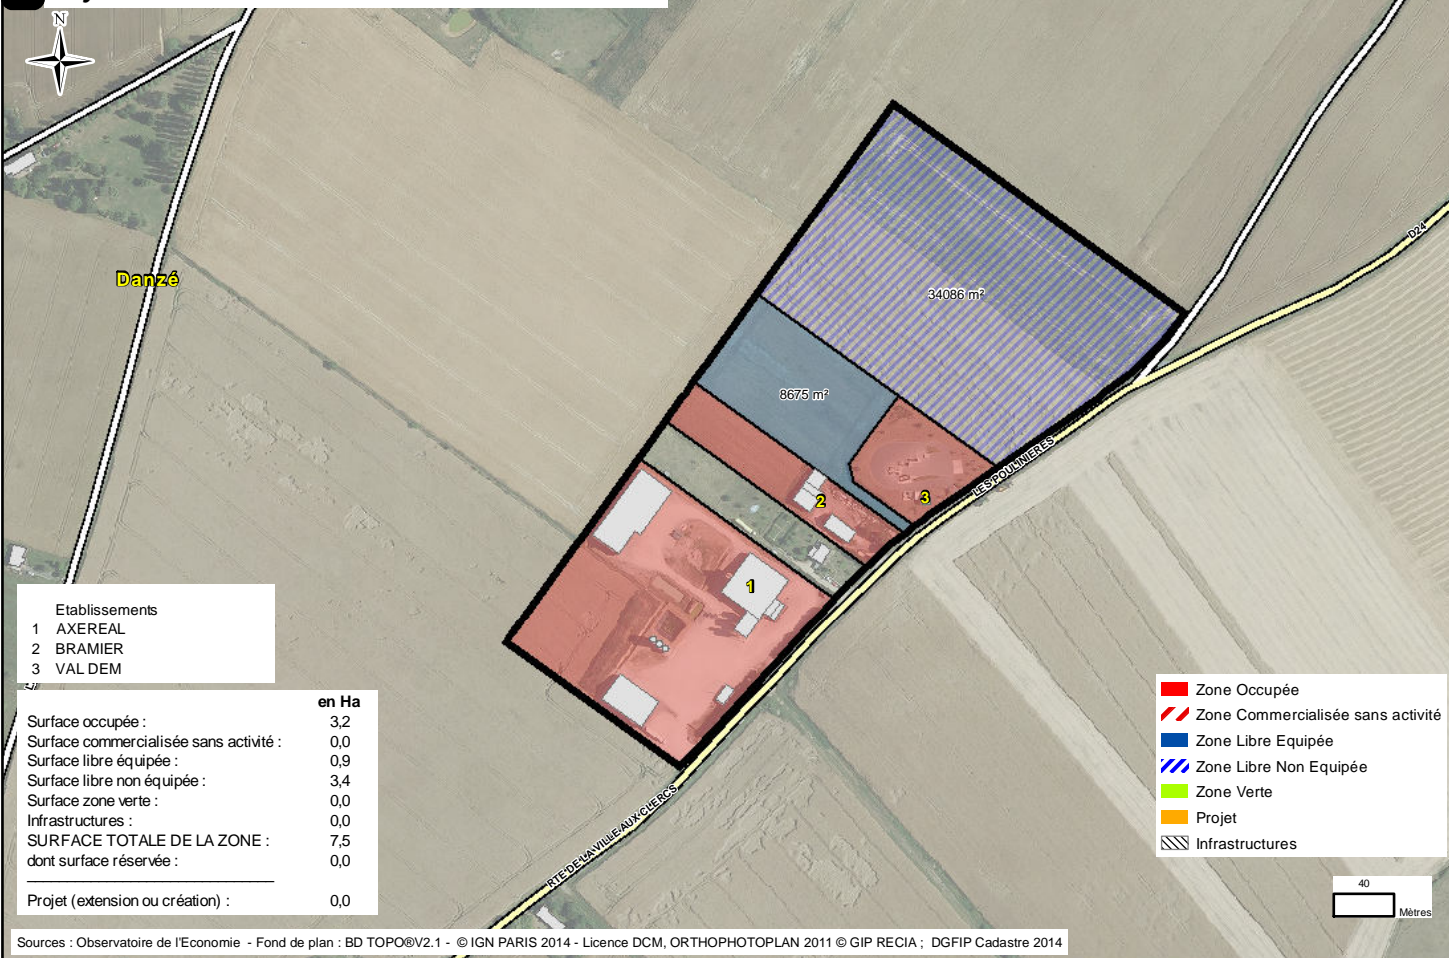 N
Danzé
34086 m²
D24
8675 m²
LES POULINIERES
3
2
1
Etablissements
1 AXEREAL
2 BRAMIER
3 VAL DEM
en Ha
Surface occupée : 3,2
Surface commercialisée sans activité : 0,0
Surface libre équipée : 0,9
Surface libre non équipée : 3,4
Surface zone verte : 0,0
Infrastructures : 0,0
SURFACE TOTALE DE LA ZONE : 7,5
dont surface réservée : 0,0
Projet (extension ou création) : 0,0
RTE DE LA VILLE AUX CLERCS
Zone Occupée
Zone Commercialisée sans activité
Zone Libre Equipée
Zone Libre Non Equipée
Zone Verte
Projet
Infrastructures
40
Mètres
Sources : Observatoire de l'Economie - Fond de plan : BD TOPO®V2.1 - © IGN PARIS 2014 - Licence DCM, ORTHOPHOTOPLAN 2011 © GIP RECIA ; DGFIP Cadastre 2014